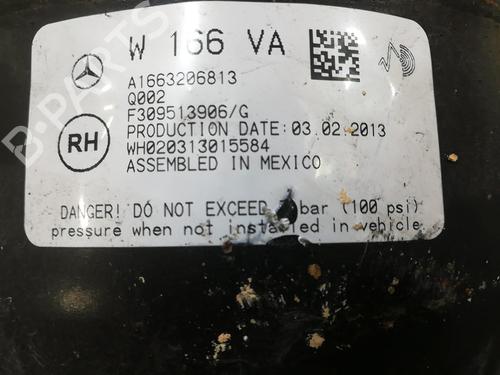 W 166 VA
A1663206813
Q002
F309513906/G
RH
PRODUCTION DATE: 03.02.2013
WH020313015584
ASSEMBLED IN MEXICO
DANGER! DO NOT EXCEED bar (100 psi)
pressure when not installed in vehicle